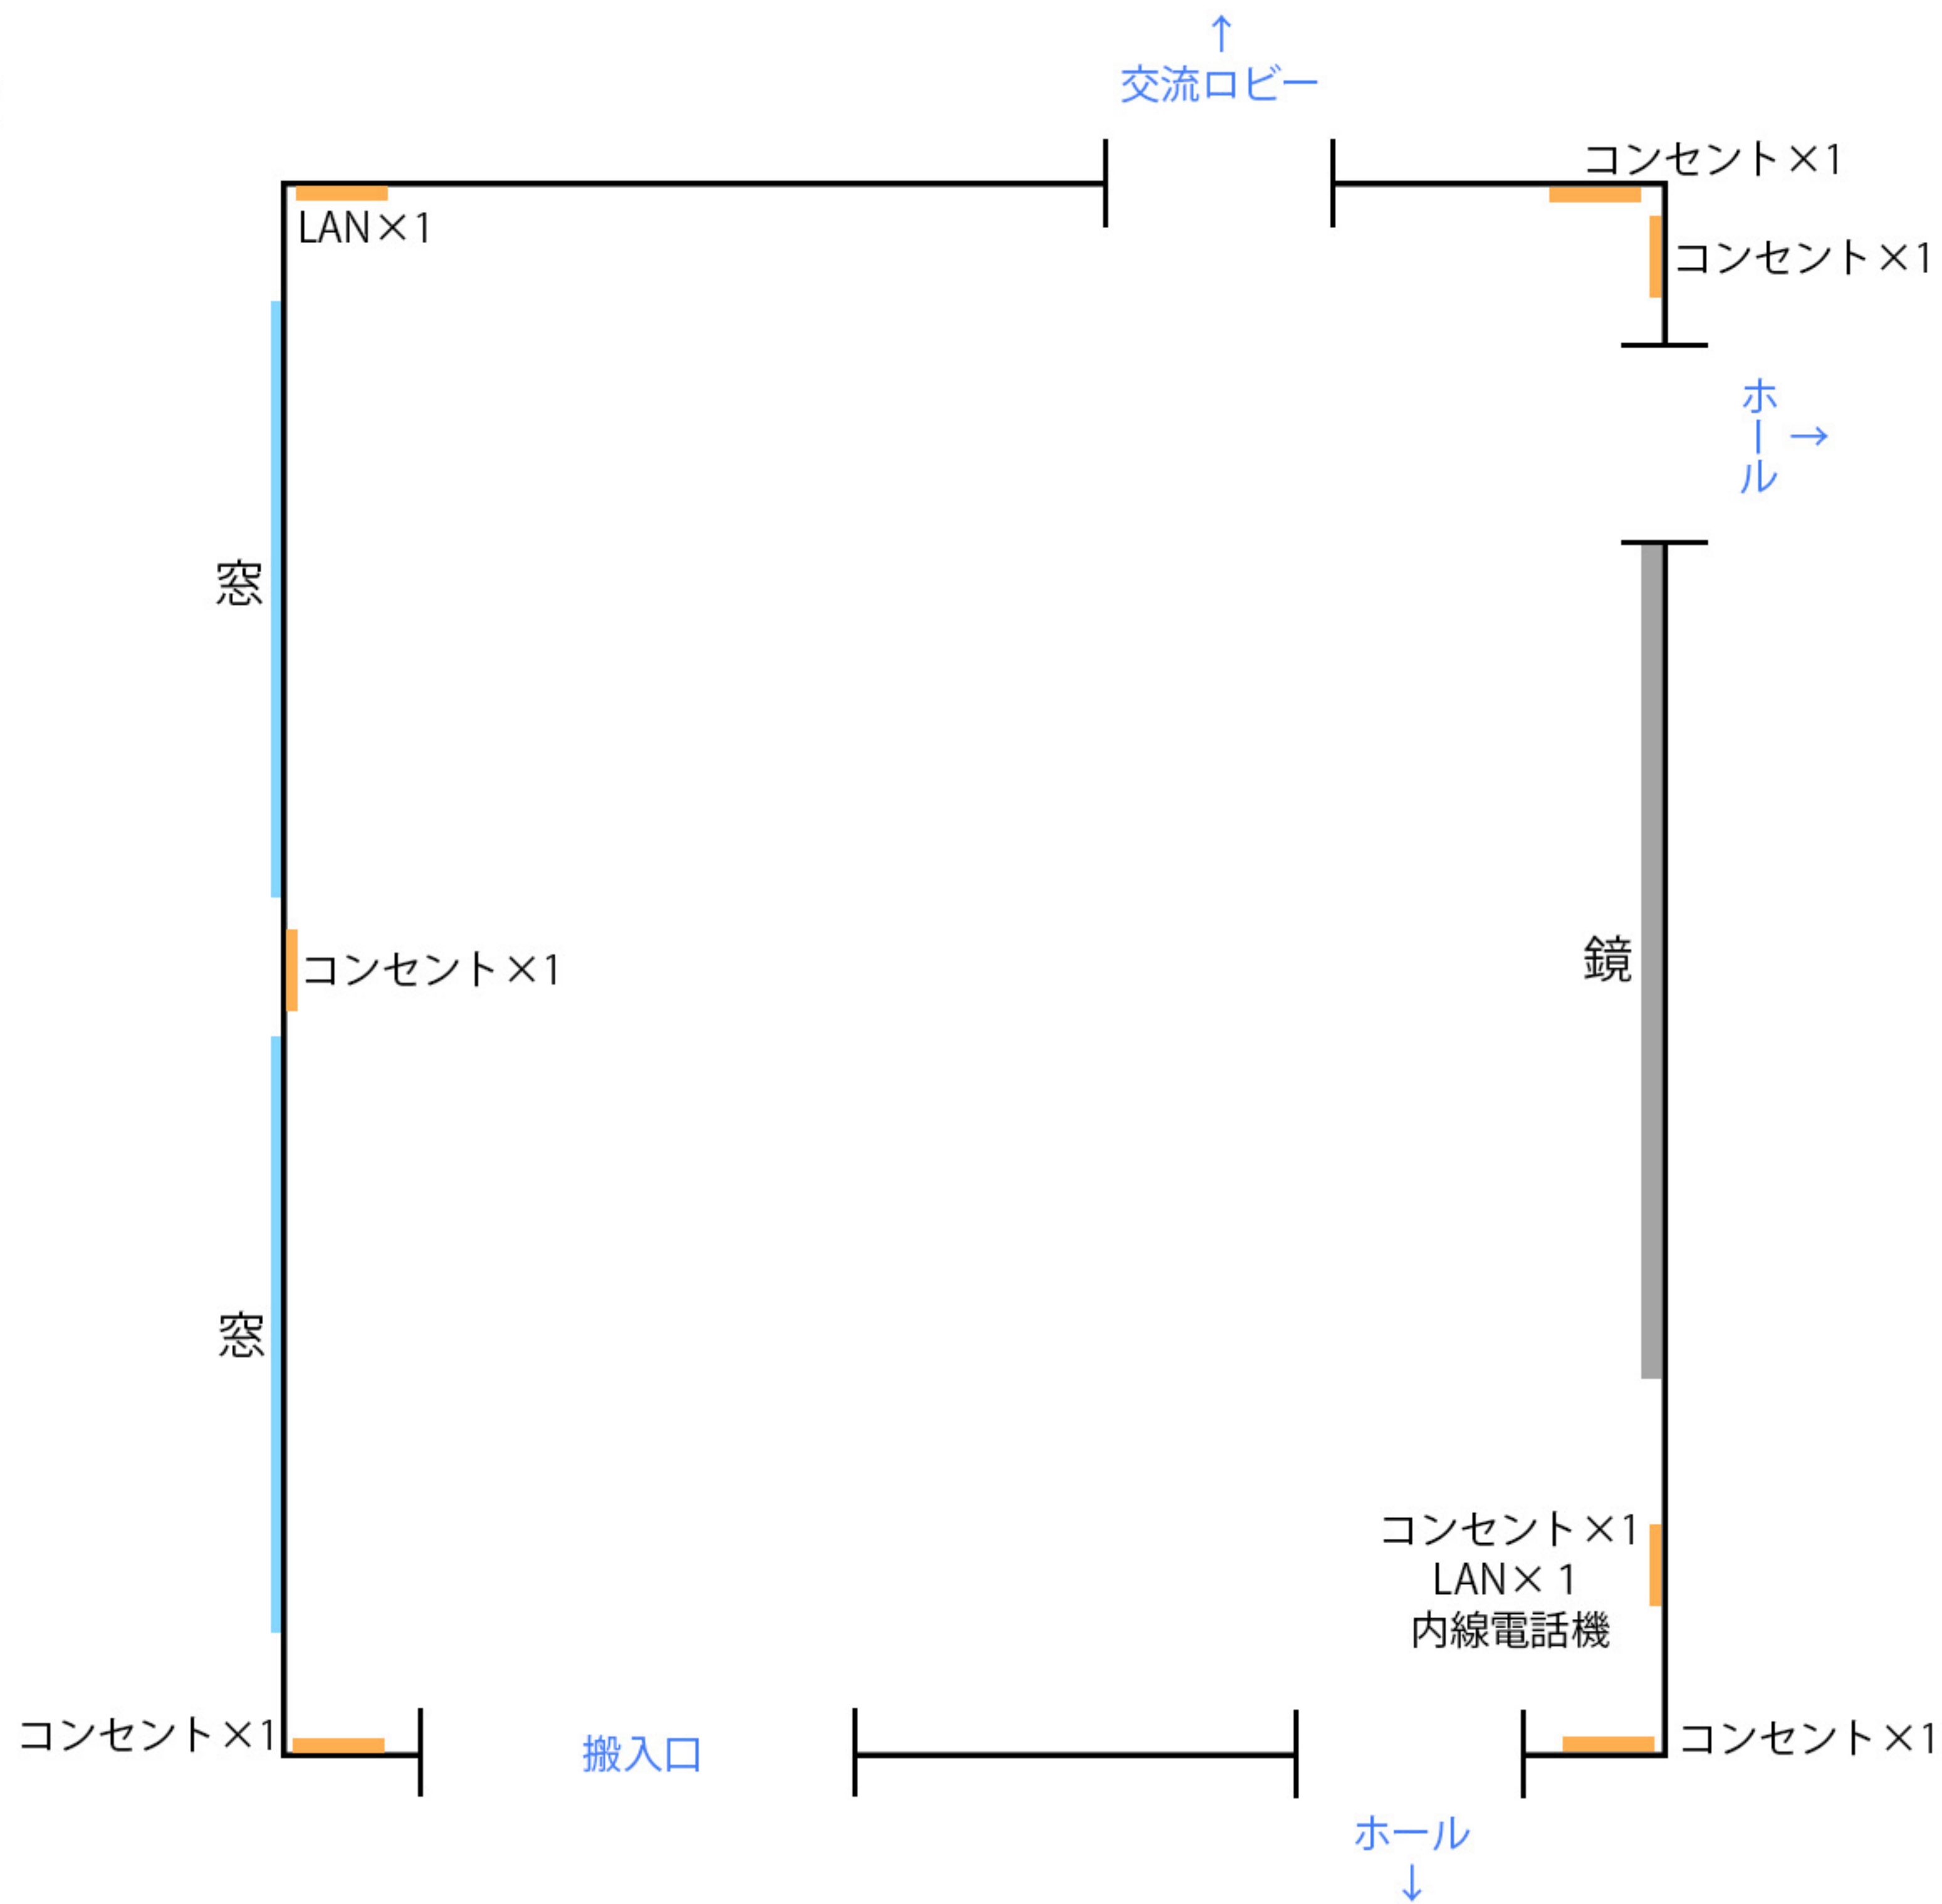 ↑
交流ロビー
コンセント×1
LAN×1
コンセント×1
ホール→
窓
鏡
コンセント×1
窓
コンセント×1
LAN×1
内線電話機
コンセント×1
搬入口
コンセント×1
ホール
↓